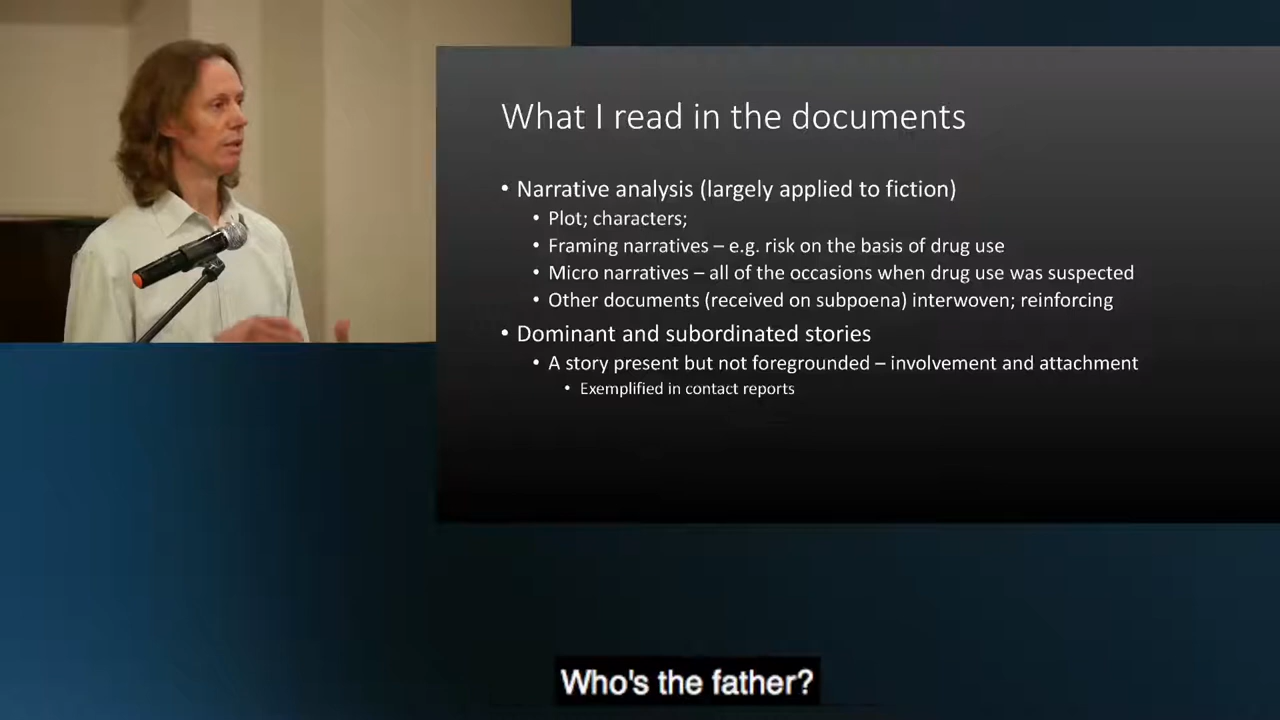 What I read in the documents
• Narrative analysis (largely applied to fiction)
• Plot; characters;
• Framing narratives – e.g. risk on the basis of drug use
• Micro narratives – all of the occasions when drug use was suspected
• Other documents (received on subpoena) interwoven; reinforcing
• Dominant and subordinated stories
• A story present but not foregrounded – involvement and attachment
• Exemplified in contact reports
Who's the father?